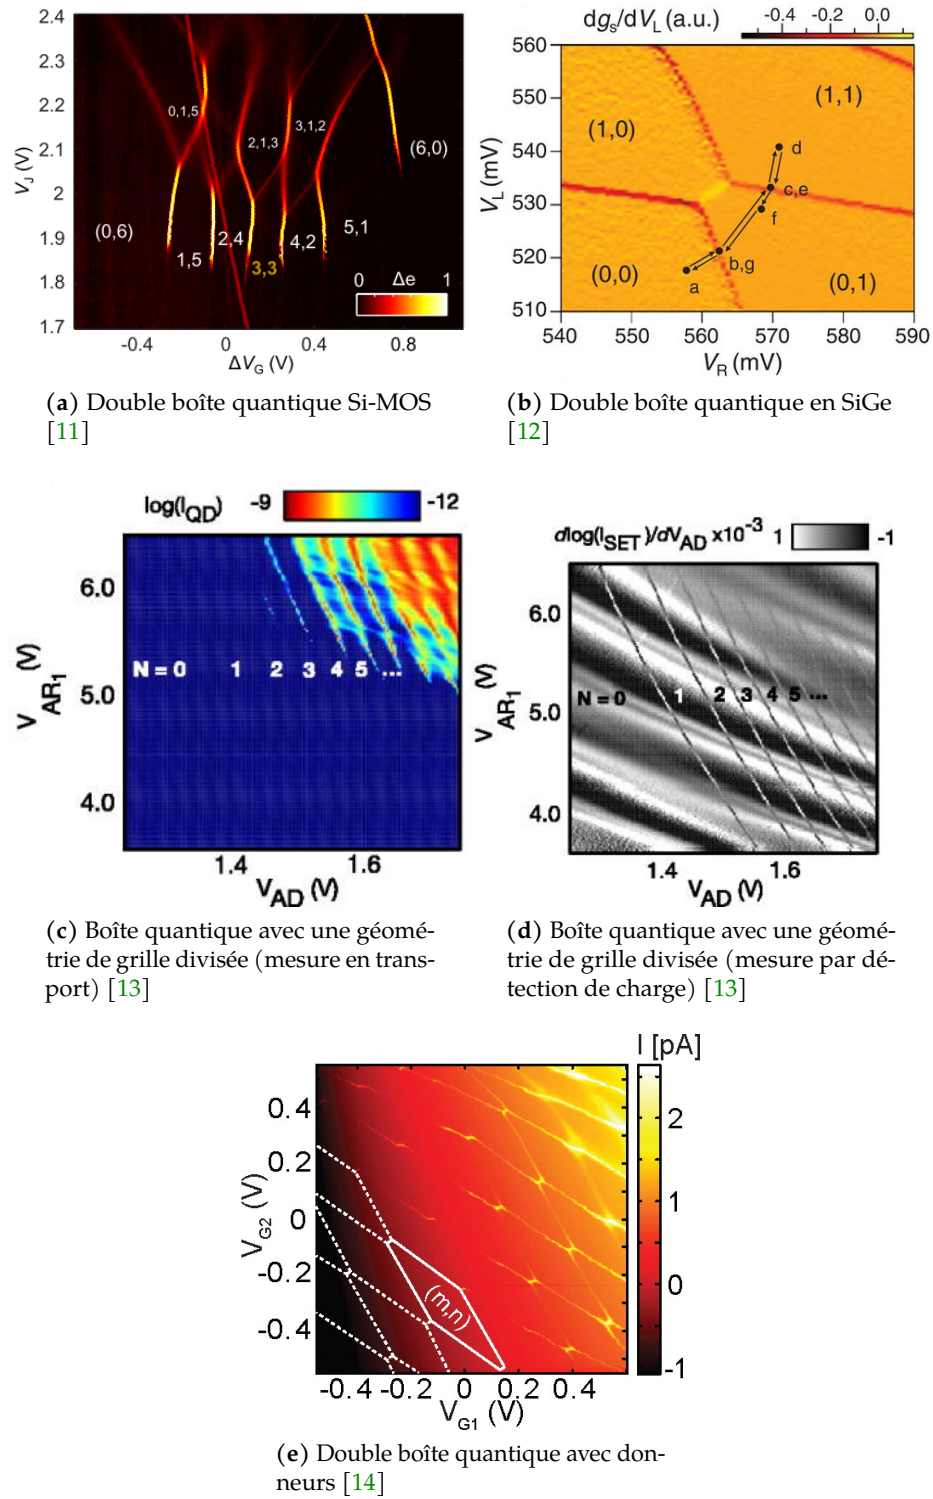 2.4
2.3
2.2
2.1
2
1.9
1.8
1.7
V_J (V)
0,1,5
2,1,3
3,1,2
(6,0)
(0,6)
1,5
2,4
3,3
4,2
5,1
0 Δe 1
-0.4 0 0.4 0.8
ΔV_G (V)
(a) Double boîte quantique Si-MOS
[11]
dg_s/dV_L (a.u.)
-0.4 -0.2 0.0
560
550
540
530
520
510
V_L (mV)
(1,0)
(1,1)
(0,0)
(0,1)
d
c,e
f
b,g
a
540 550 560 570 580 590
V_R (mV)
(b) Double boîte quantique en SiGe
[12]
log(I_QD) -9 -12
6.0
5.0
4.0
V_AR1 (V)
N = 0 1 2 3 4 5 ...
1.4 1.6
V_AD (V)
(c) Boîte quantique avec une géomé-
trie de grille divisée (mesure en trans-
port) [13]
dlog(I_SET)/dV_AD x10⁻³ 1 -1
6.0
5.0
4.0
V_AR1 (V)
N = 0 1 2 3 4 5 ...
1.4 1.6
V_AD (V)
(d) Boîte quantique avec une géomé-
trie de grille divisée (mesure par dé-
tection de charge) [13]
I [pA]
2
1
0
-1
0.4
0.2
0
-0.2
-0.4
V_G2 (V)
(m,n)
-0.4 -0.2 0 0.2 0.4
V_G1 (V)
(e) Double boîte quantique avec don-
neurs [14]